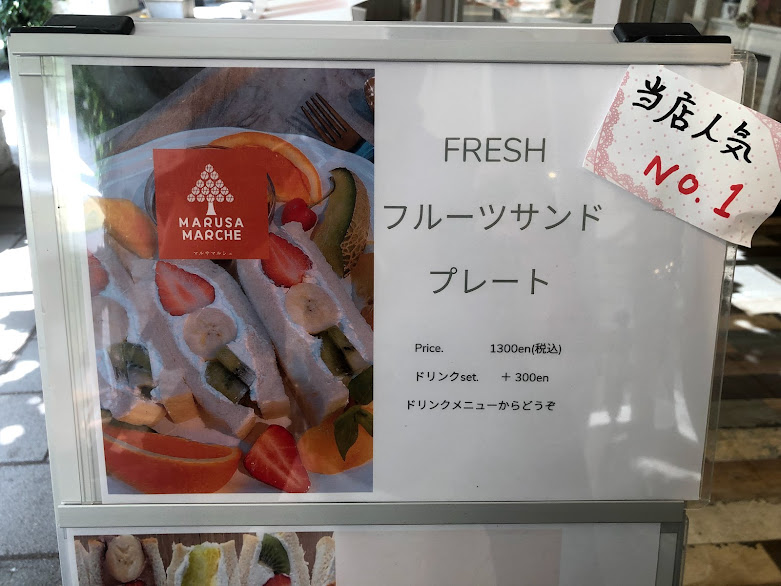 MARUSA
MARCHE
マルサマルシェ
FRESH
フルーツサンド
プレート
Price. 1300en(税込)
ドリンクset. ＋300en
ドリンクメニューからどうぞ
当店人気
No.1